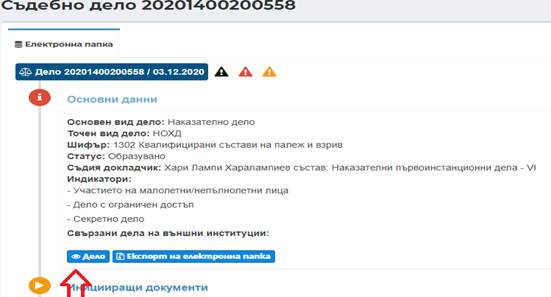 Съдебно дело 20201400200558
Електронна папка
Дело 20201400200558 / 03.12.2020
Основни данни
Основен вид дело: Наказателно дело
Точен вид дело: НОХД
Шифър: 1302 Квалифицирани състави на палеж и взрив
Статус: Образувано
Съдия докладчик: Хари Лампи Харалампиев състав: Наказателни първоинстанционни дела - VI
Индикатори:
- Участието на малолетни/непълнолетни лица
- Дело с ограничен достъп
- Секретно дело
Свързани дела на външни институции:
Дело Експорт на електронна папка
Иницииращи документи